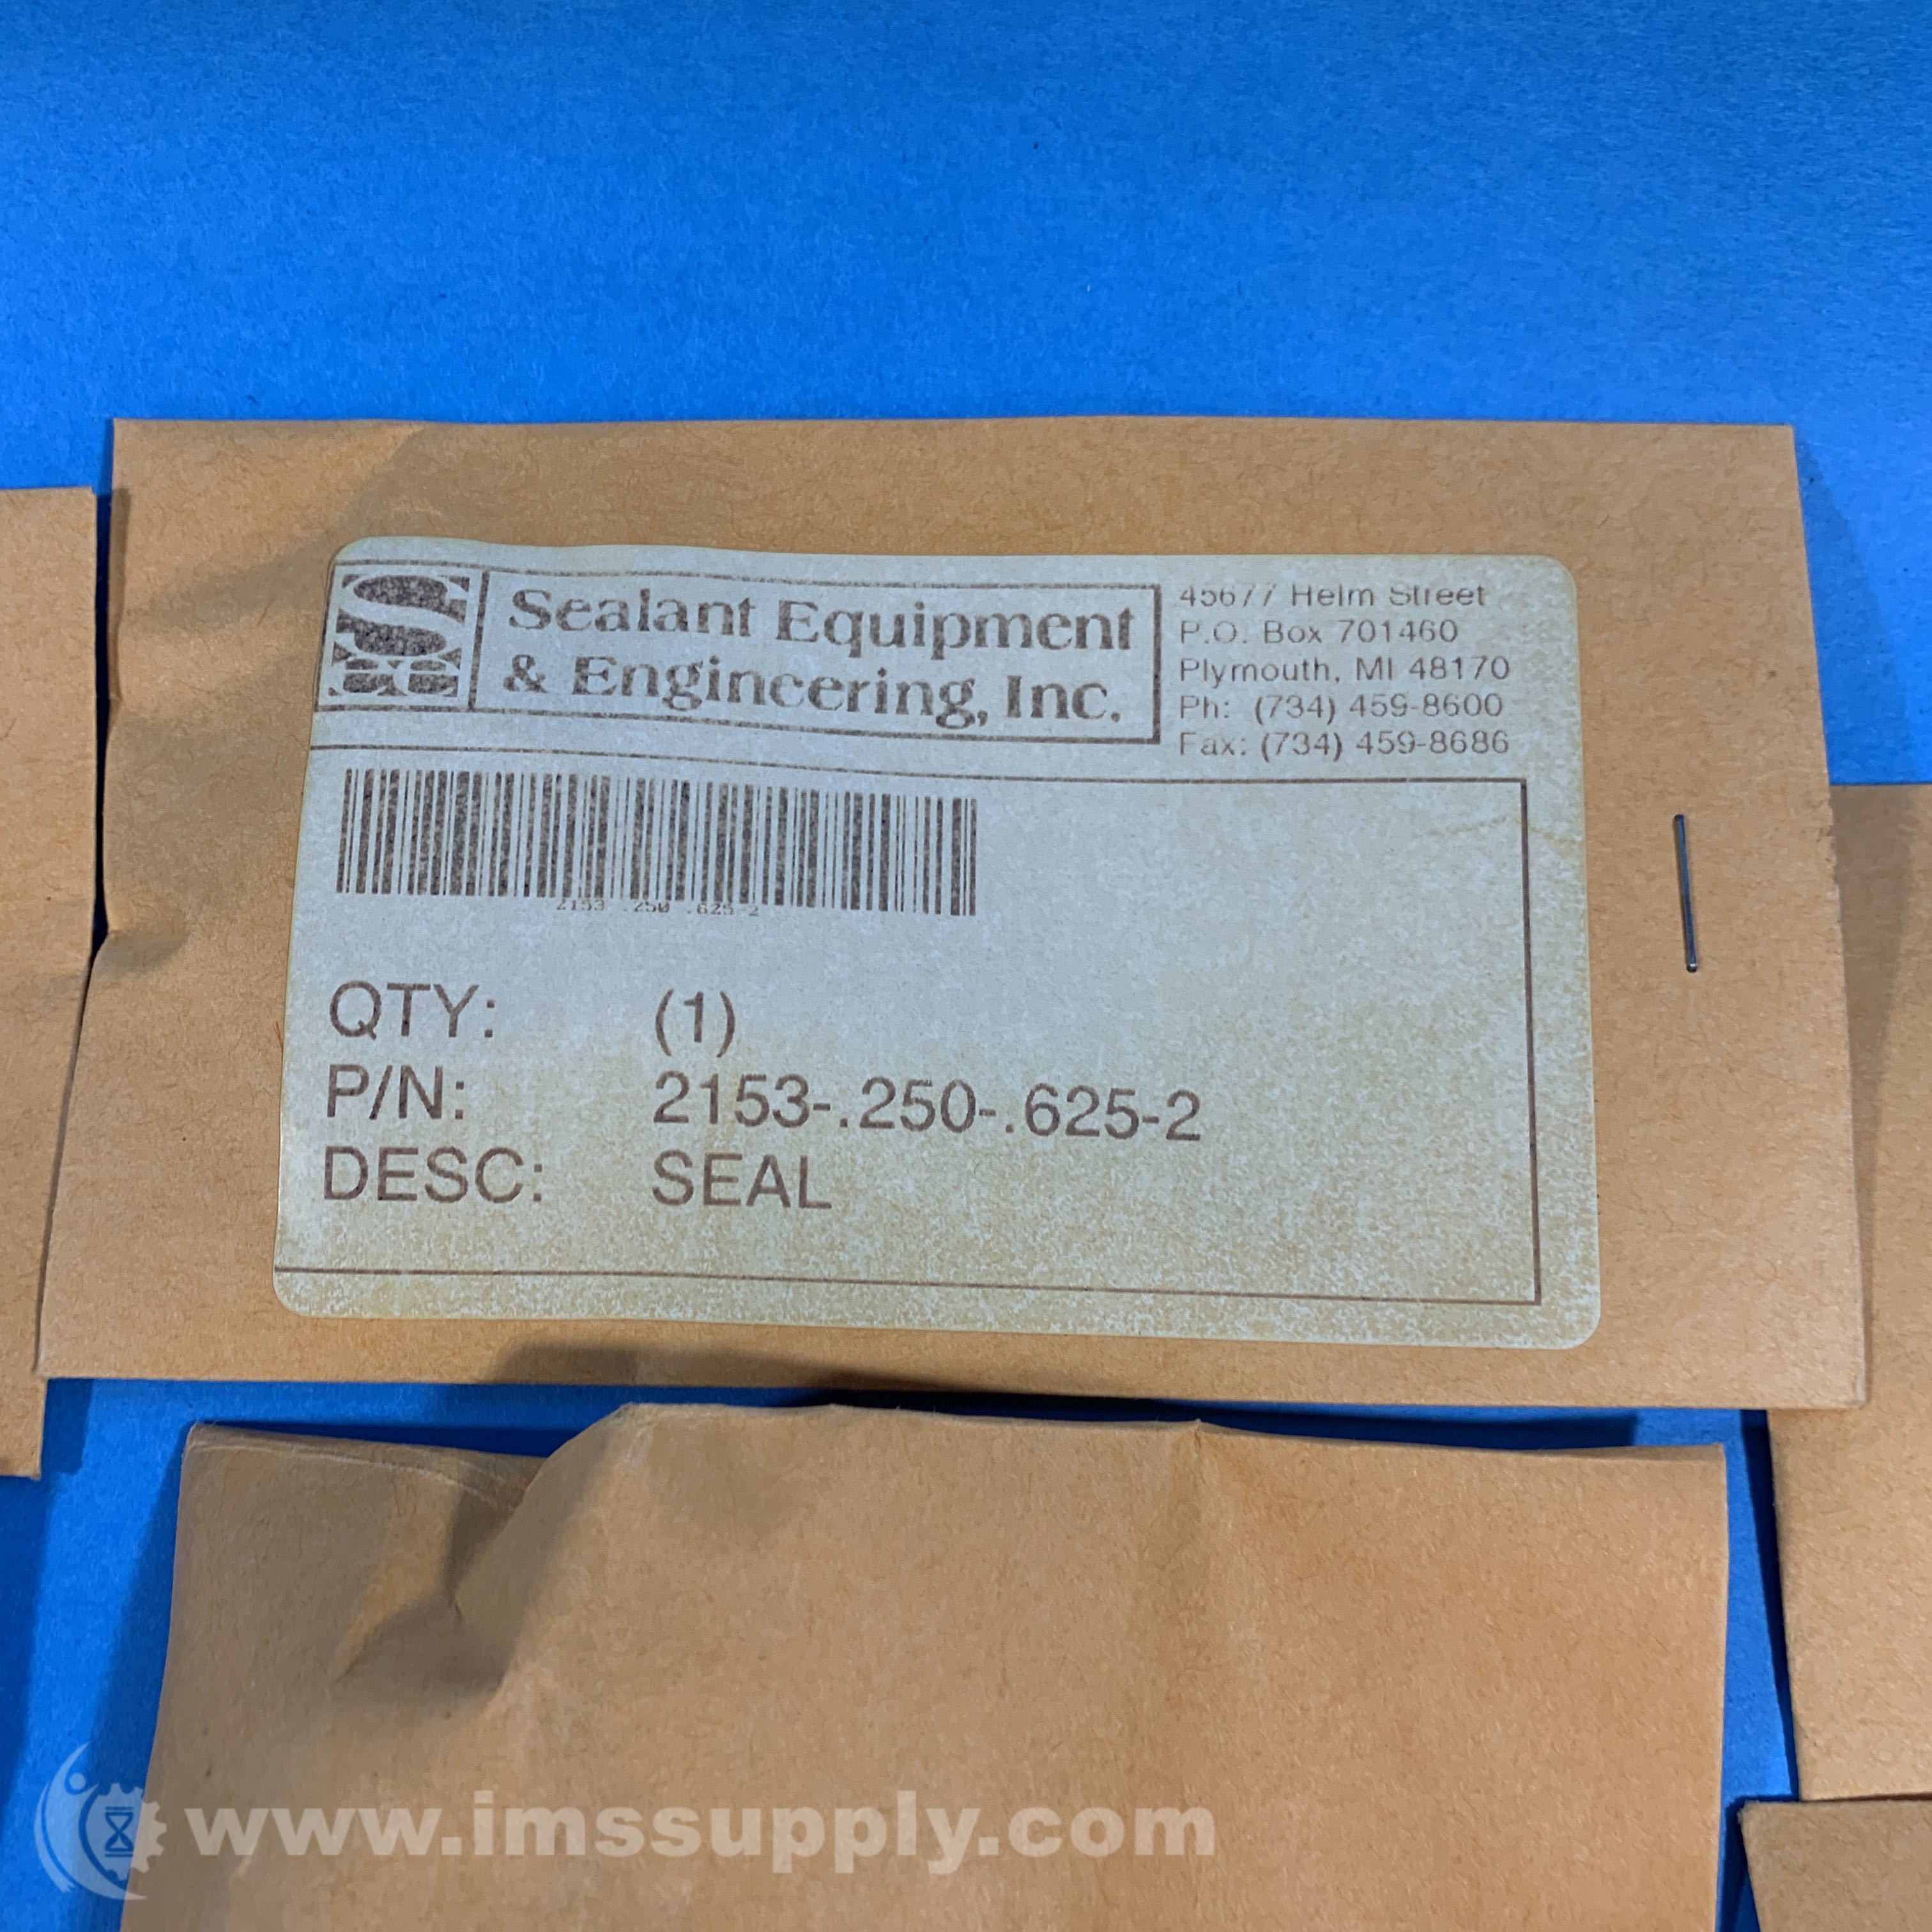 Sealant Equipment
& Engineering, Inc.
45677 Helm Street
P.O. Box 701460
Plymouth, MI 48170
Ph: (734) 459-8600
Fax: (734) 459-8686
2153-.250-.625-2
QTY: (1)
P/N: 2153-.250-.625-2
DESC: SEAL
www.imssupply.com